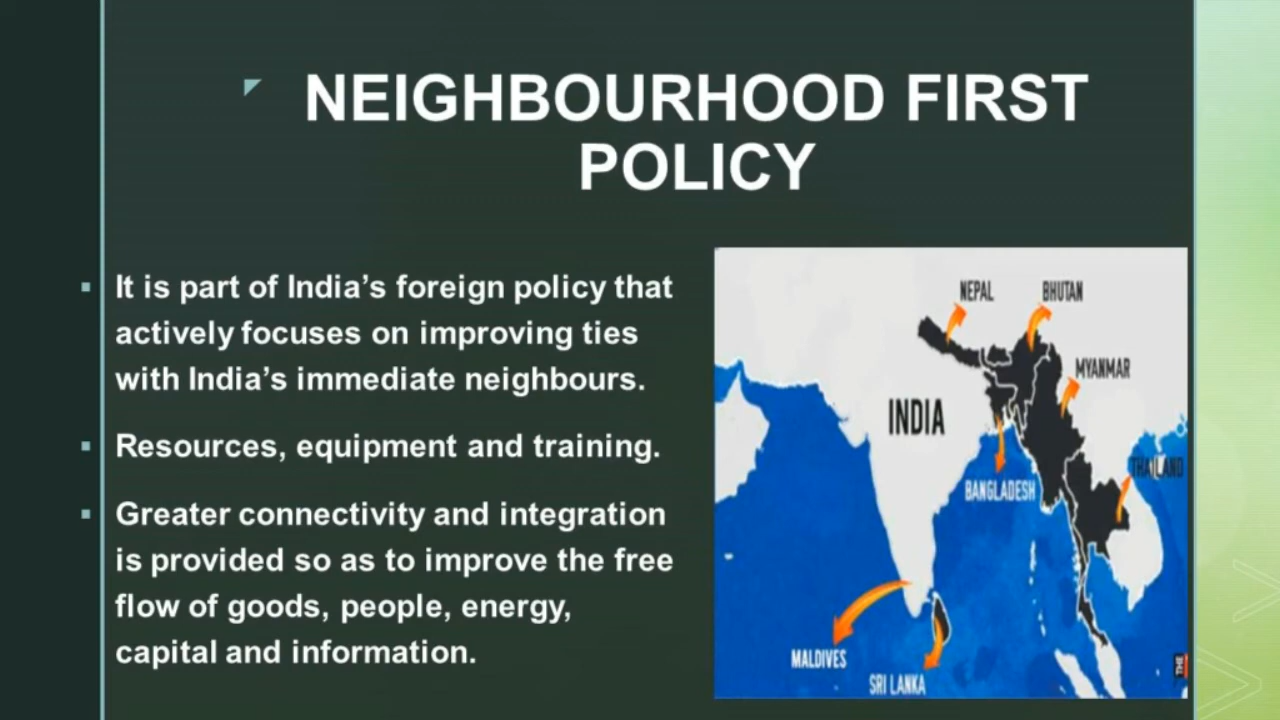 NEIGHBOURHOOD FIRST
POLICY
It is part of India’s foreign policy that
actively focuses on improving ties
with India’s immediate neighbours.
Resources, equipment and training.
Greater connectivity and integration
is provided so as to improve the free
flow of goods, people, energy,
capital and information.
NEPAL
BHUTAN
MYANMAR
INDIA
THAILAND
BANGLADESH
MALDIVES
SRI LANKA
THE